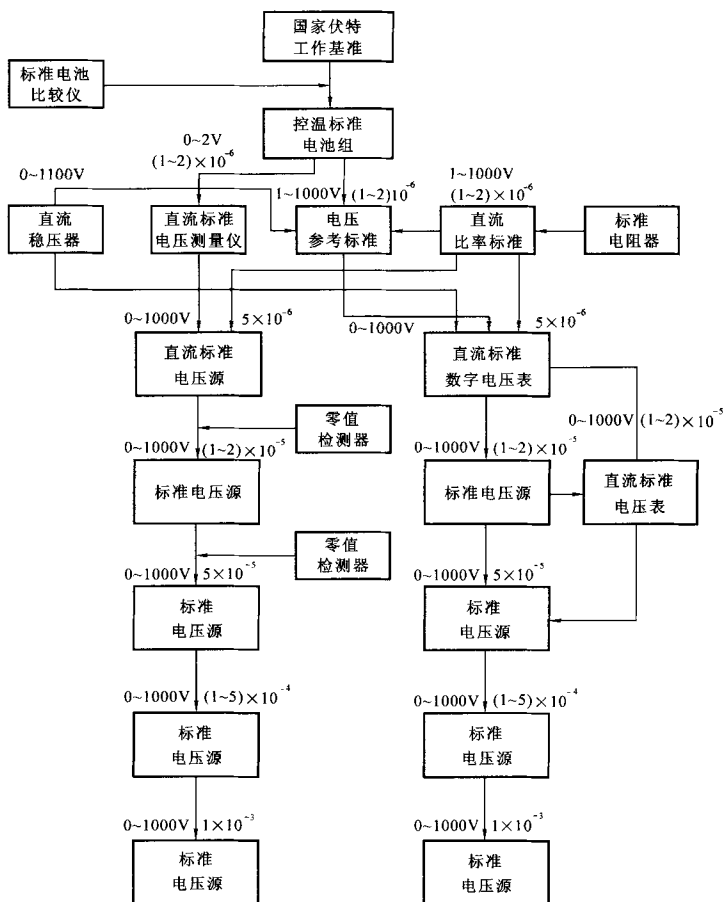 国家伏特
工作基准
标准电池
比较仪
控温标准
电池组
0~2V
(1~2)×10⁻⁶
0~1100V
1~1000V
(1~2)10⁻⁶
1~1000V
(1~2)×10⁻⁶
直流
稳压器
直流标准
电压测量仪
电压
参考标准
直流
比率标准
标准
电阻器
0~1000V
5×10⁻⁶
0~1000V
5×10⁻⁶
直流标准
电压源
直流标准
数字电压表
零值
检测器
0~1000V
(1~2)×10⁻⁵
0~1000V
(1~2)×10⁻⁵
0~1000V
(1~2)×10⁻⁵
标准电压源
标准电压源
直流标准
电压表
零值
检测器
0~1000V
5×10⁻⁵
0~1000V
5×10⁻⁵
标准
电压源
标准
电压源
0~1000V
(1~5)×10⁻⁴
0~1000V
(1~5)×10⁻⁴
标准
电压源
标准
电压源
0~1000V
1×10⁻³
0~1000V
1×10⁻³
标准
电压源
标准
电压源